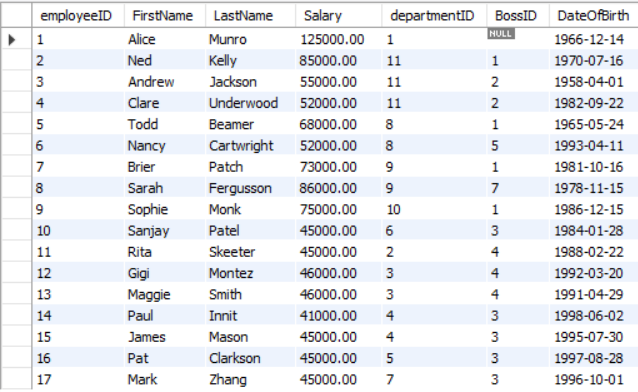 employeeID FirstName LastName Salary departmentID BossID DateOfBirth
1 Alice Munro 125000.00 1 NULL 1966-12-14
2 Ned Kelly 85000.00 11 1 1970-07-16
3 Andrew Jackson 55000.00 11 2 1958-04-01
4 Clare Underwood 52000.00 11 2 1982-09-22
5 Todd Beamer 68000.00 8 1 1965-05-24
6 Nancy Cartwright 52000.00 8 5 1993-04-11
7 Brier Patch 73000.00 9 1 1981-10-16
8 Sarah Fergusson 86000.00 9 7 1978-11-15
9 Sophie Monk 75000.00 10 1 1986-12-15
10 Sanjay Patel 45000.00 6 3 1984-01-28
11 Rita Skeeter 45000.00 2 4 1988-02-22
12 Gigi Montez 46000.00 3 4 1992-03-20
13 Maggie Smith 46000.00 3 4 1991-04-29
14 Paul Innit 41000.00 4 3 1998-06-02
15 James Mason 45000.00 4 3 1995-07-30
16 Pat Clarkson 45000.00 5 3 1997-08-28
17 Mark Zhang 45000.00 7 3 1996-10-01